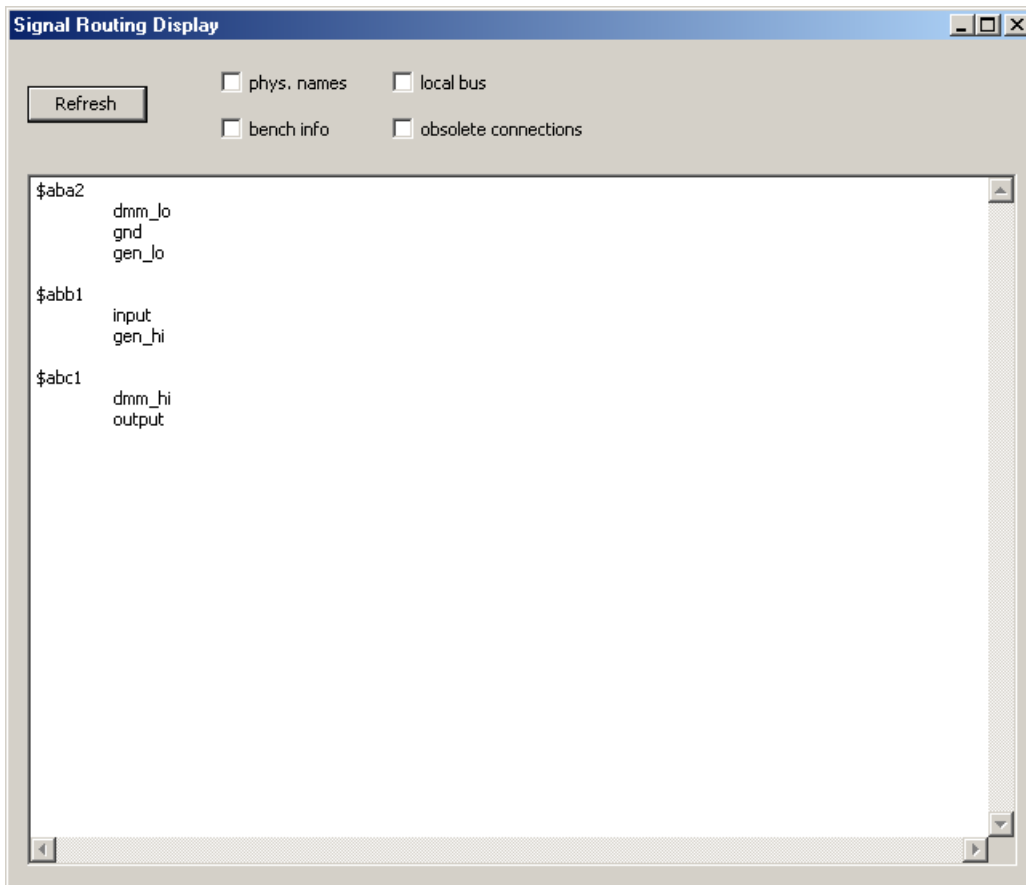 Signal Routing Display
Refresh
phys. names
local bus
bench info
obsolete connections
$aba2
dmm_lo
gnd
gen_lo
$abb1
input
gen_hi
$abc1
dmm_hi
output